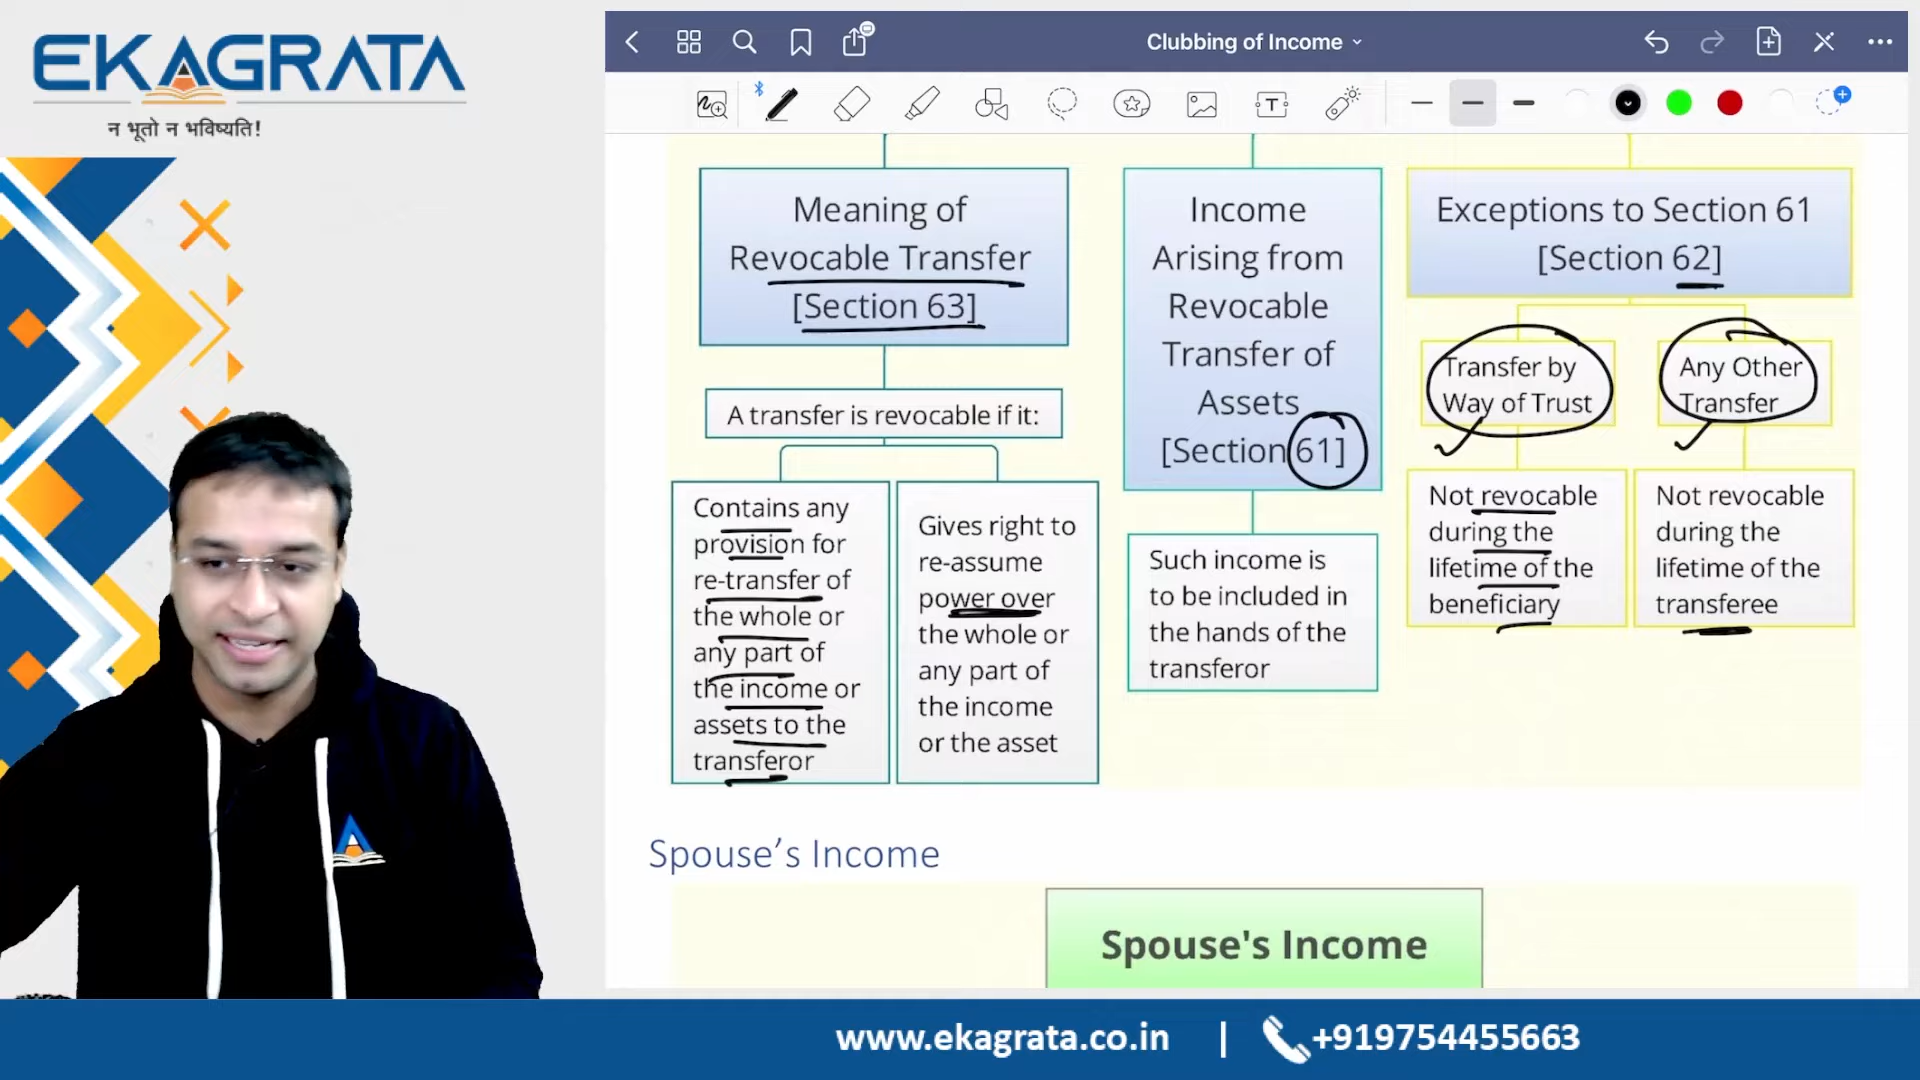 EKAGRATA
न भूतो न भविष्यति!
Clubbing of Income
T
Meaning of
Revocable Transfer
[Section 63]
A transfer is revocable if it:
Contains any
provision for
re-transfer of
the whole or
any part of
the income or
assets to the
transferor
Gives right to
re-assume
power over
the whole or
any part of
the income
or the asset
Income
Arising from
Revocable
Transfer of
Assets
[Section 61]
Such income is
to be included in
the hands of the
transferor
Exceptions to Section 61
[Section 62]
Transfer by
Way of Trust
Not revocable
during the
lifetime of the
beneficiary
Any Other
Transfer
Not revocable
during the
lifetime of the
transferee
Spouse's Income
Spouse's Income
www.ekagrata.co.in | +919754455663